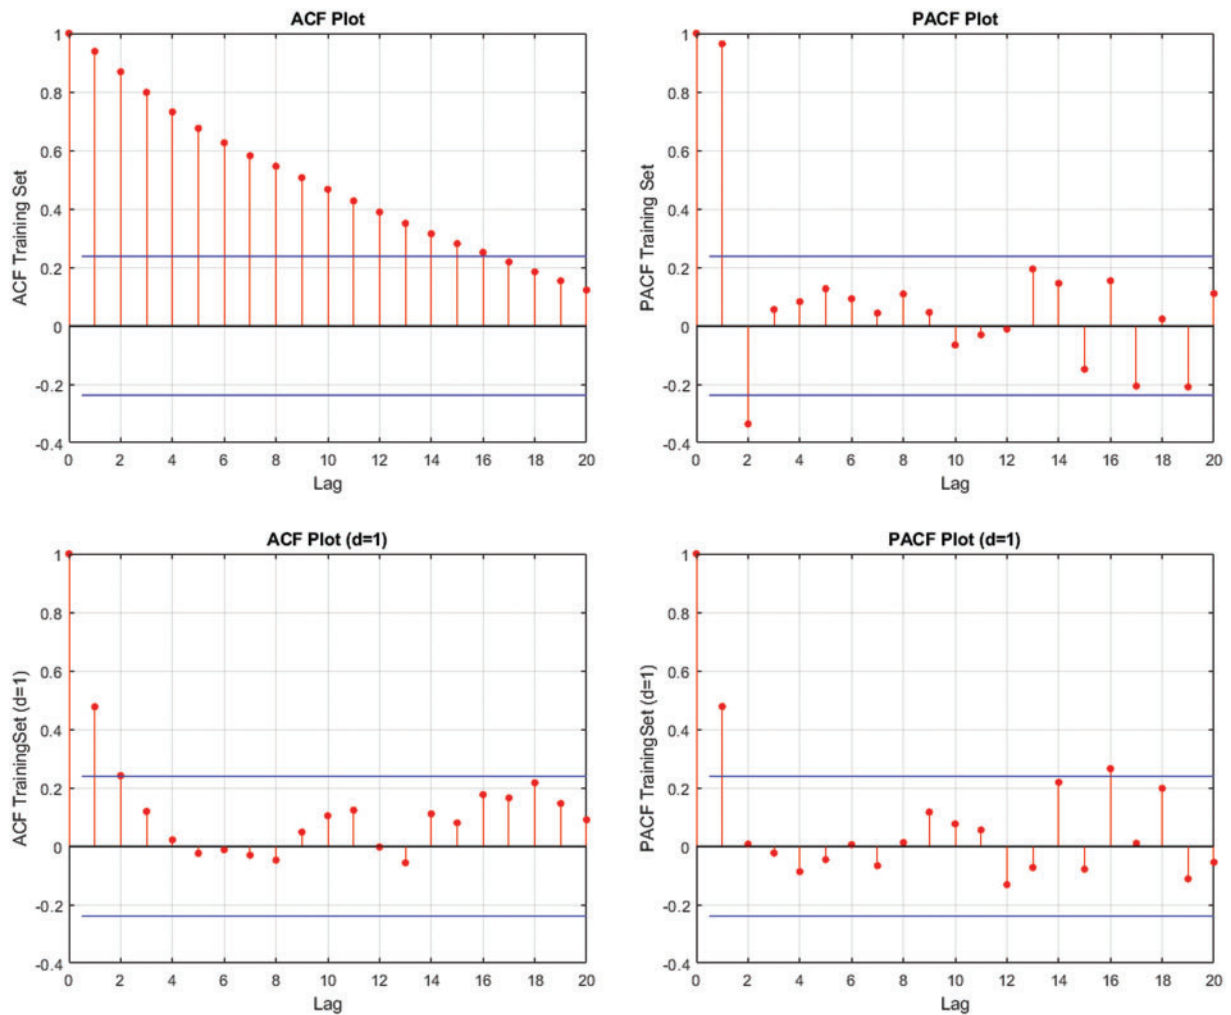 ACF Plot
1
0.8
0.6
0.4
0.2
0
-0.2
-0.4
ACF Training Set
0 2 4 6 8 10 12 14 16 18 20
Lag
PACF Plot
1
0.8
0.6
0.4
0.2
0
-0.2
-0.4
PACF Training Set
0 2 4 6 8 10 12 14 16 18 20
Lag
ACF Plot (d=1)
1
0.8
0.6
0.4
0.2
0
-0.2
-0.4
ACF TrainingSet (d=1)
0 2 4 6 8 10 12 14 16 18 20
Lag
PACF Plot (d=1)
1
0.8
0.6
0.4
0.2
0
-0.2
-0.4
PACF TrainingSet (d=1)
0 2 4 6 8 10 12 14 16 18 20
Lag